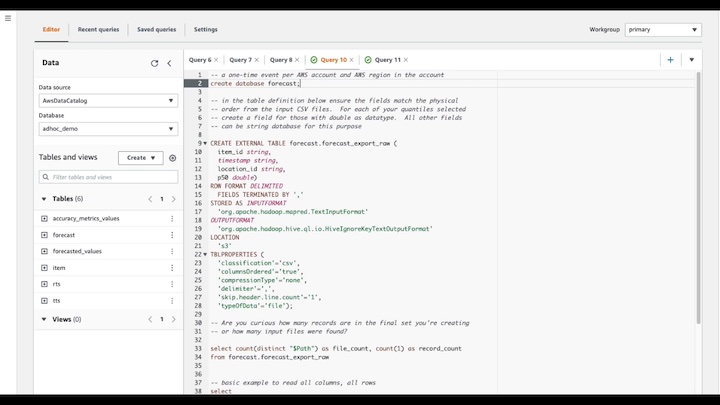 Editor Recent queries Saved queries Settings Workgroup primary
Data
Data source
AwsDataCatalog
Database
adhoc_demo
Tables and views Create
Filter tables and views
Tables (6) 1
accuracy_metrics_values
forecast
forecasted_values
item
rts
tts
Views (0) 1
Query 6 Query 7 Query 8 Query 10 Query 11
1 -- a one-time event per AWS account and AWS region in the account
2 create database forecast;
3
4 -- in the table definition below ensure the fields match the physical
5 -- order from the input CSV files.  For each of your quantiles selected
6 -- create a field for those with double as datatype.  All other fields
7 -- can be string database for this purpose
8
9 CREATE EXTERNAL TABLE forecast.forecast_export_raw (
10 item_id string,
11 timestamp string,
12 location_id string,
13 p50 double)
14 ROW FORMAT DELIMITED
15 FIELDS TERMINATED BY ','
16 STORED AS INPUTFORMAT
17 'org.apache.hadoop.mapred.TextInputFormat'
18 OUTPUTFORMAT
19 'org.apache.hadoop.hive.ql.io.HiveIgnoreKeyTextOutputFormat'
20 LOCATION
21 's3'
22 TBLPROPERTIES (
23 'classification'='csv',
24 'columnsOrdered'='true',
25 'compressionType'='none',
26 'delimiter'=',',
27 'skip.header.line.count'='1',
28 'typeOfData'='file');
29
30 -- Are you curious how many records are in the final set you're creating
31 -- or how many input files were found?
32
33 select count(distinct "$Path") as file_count, count(1) as record_count
34 from forecast.forecast_export_raw
35
36
37 -- basic example to read all columns, all rows
38 select